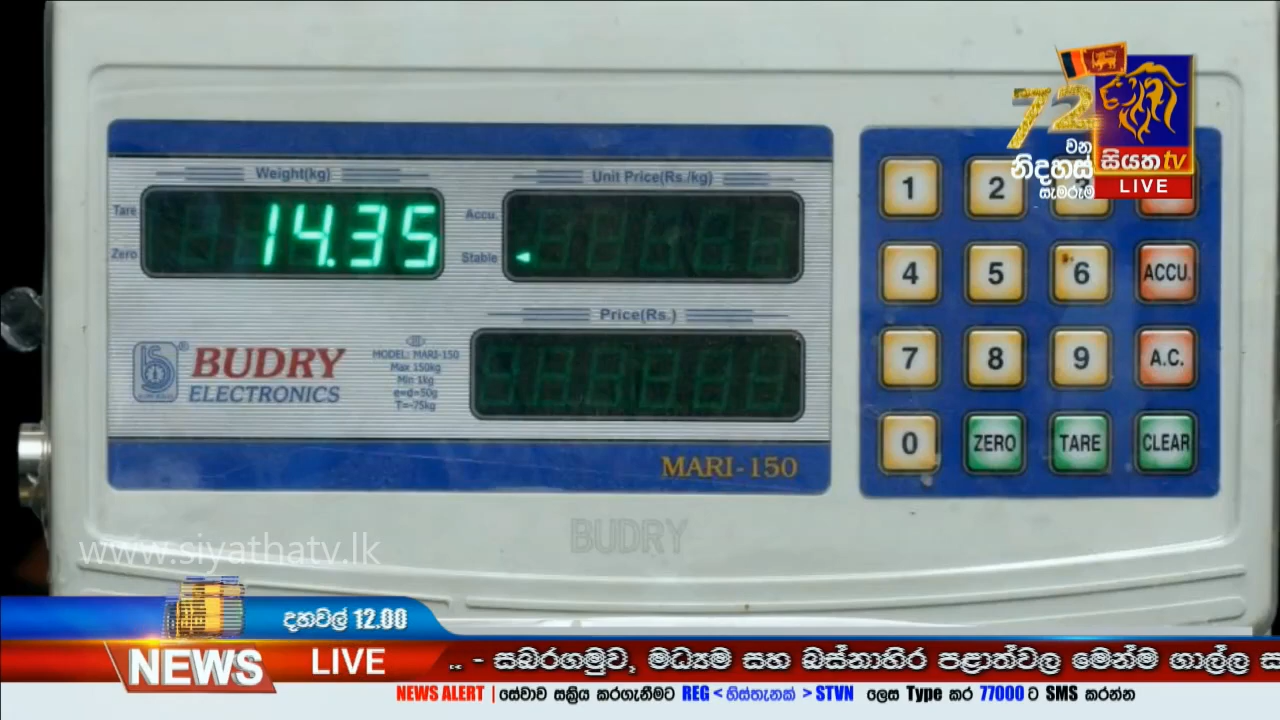 72
වන
නිදහස්
සැමරුම
සියත tv
LIVE
Weight(kg)
Unit Price(Rs./kg)
Tare
Zero
14.35
Accu.
Stable
Price(Rs.)
BUDRY
ELECTRONICS
MODEL: MARI-150
Max 150kg
Min 1kg
e=d=50g
T=-75kg
MARI-150
1 2
4 5 6 ACCU.
7 8 9 A.C.
0 ZERO TARE CLEAR
BUDRY
www.siyathatv.lk
දහවල් 12.00
NEWS LIVE
.. - සබරගමුව, මධ්‍යම සහ බස්නාහිර පළාත්වල මෙන්ම ගාල්ල ස
NEWS ALERT | සේවාව සක්‍රිය කරගැනීමට REG < හිස්තැනක් > STVN ලෙස Type කර 77000 ට SMS කරන්න